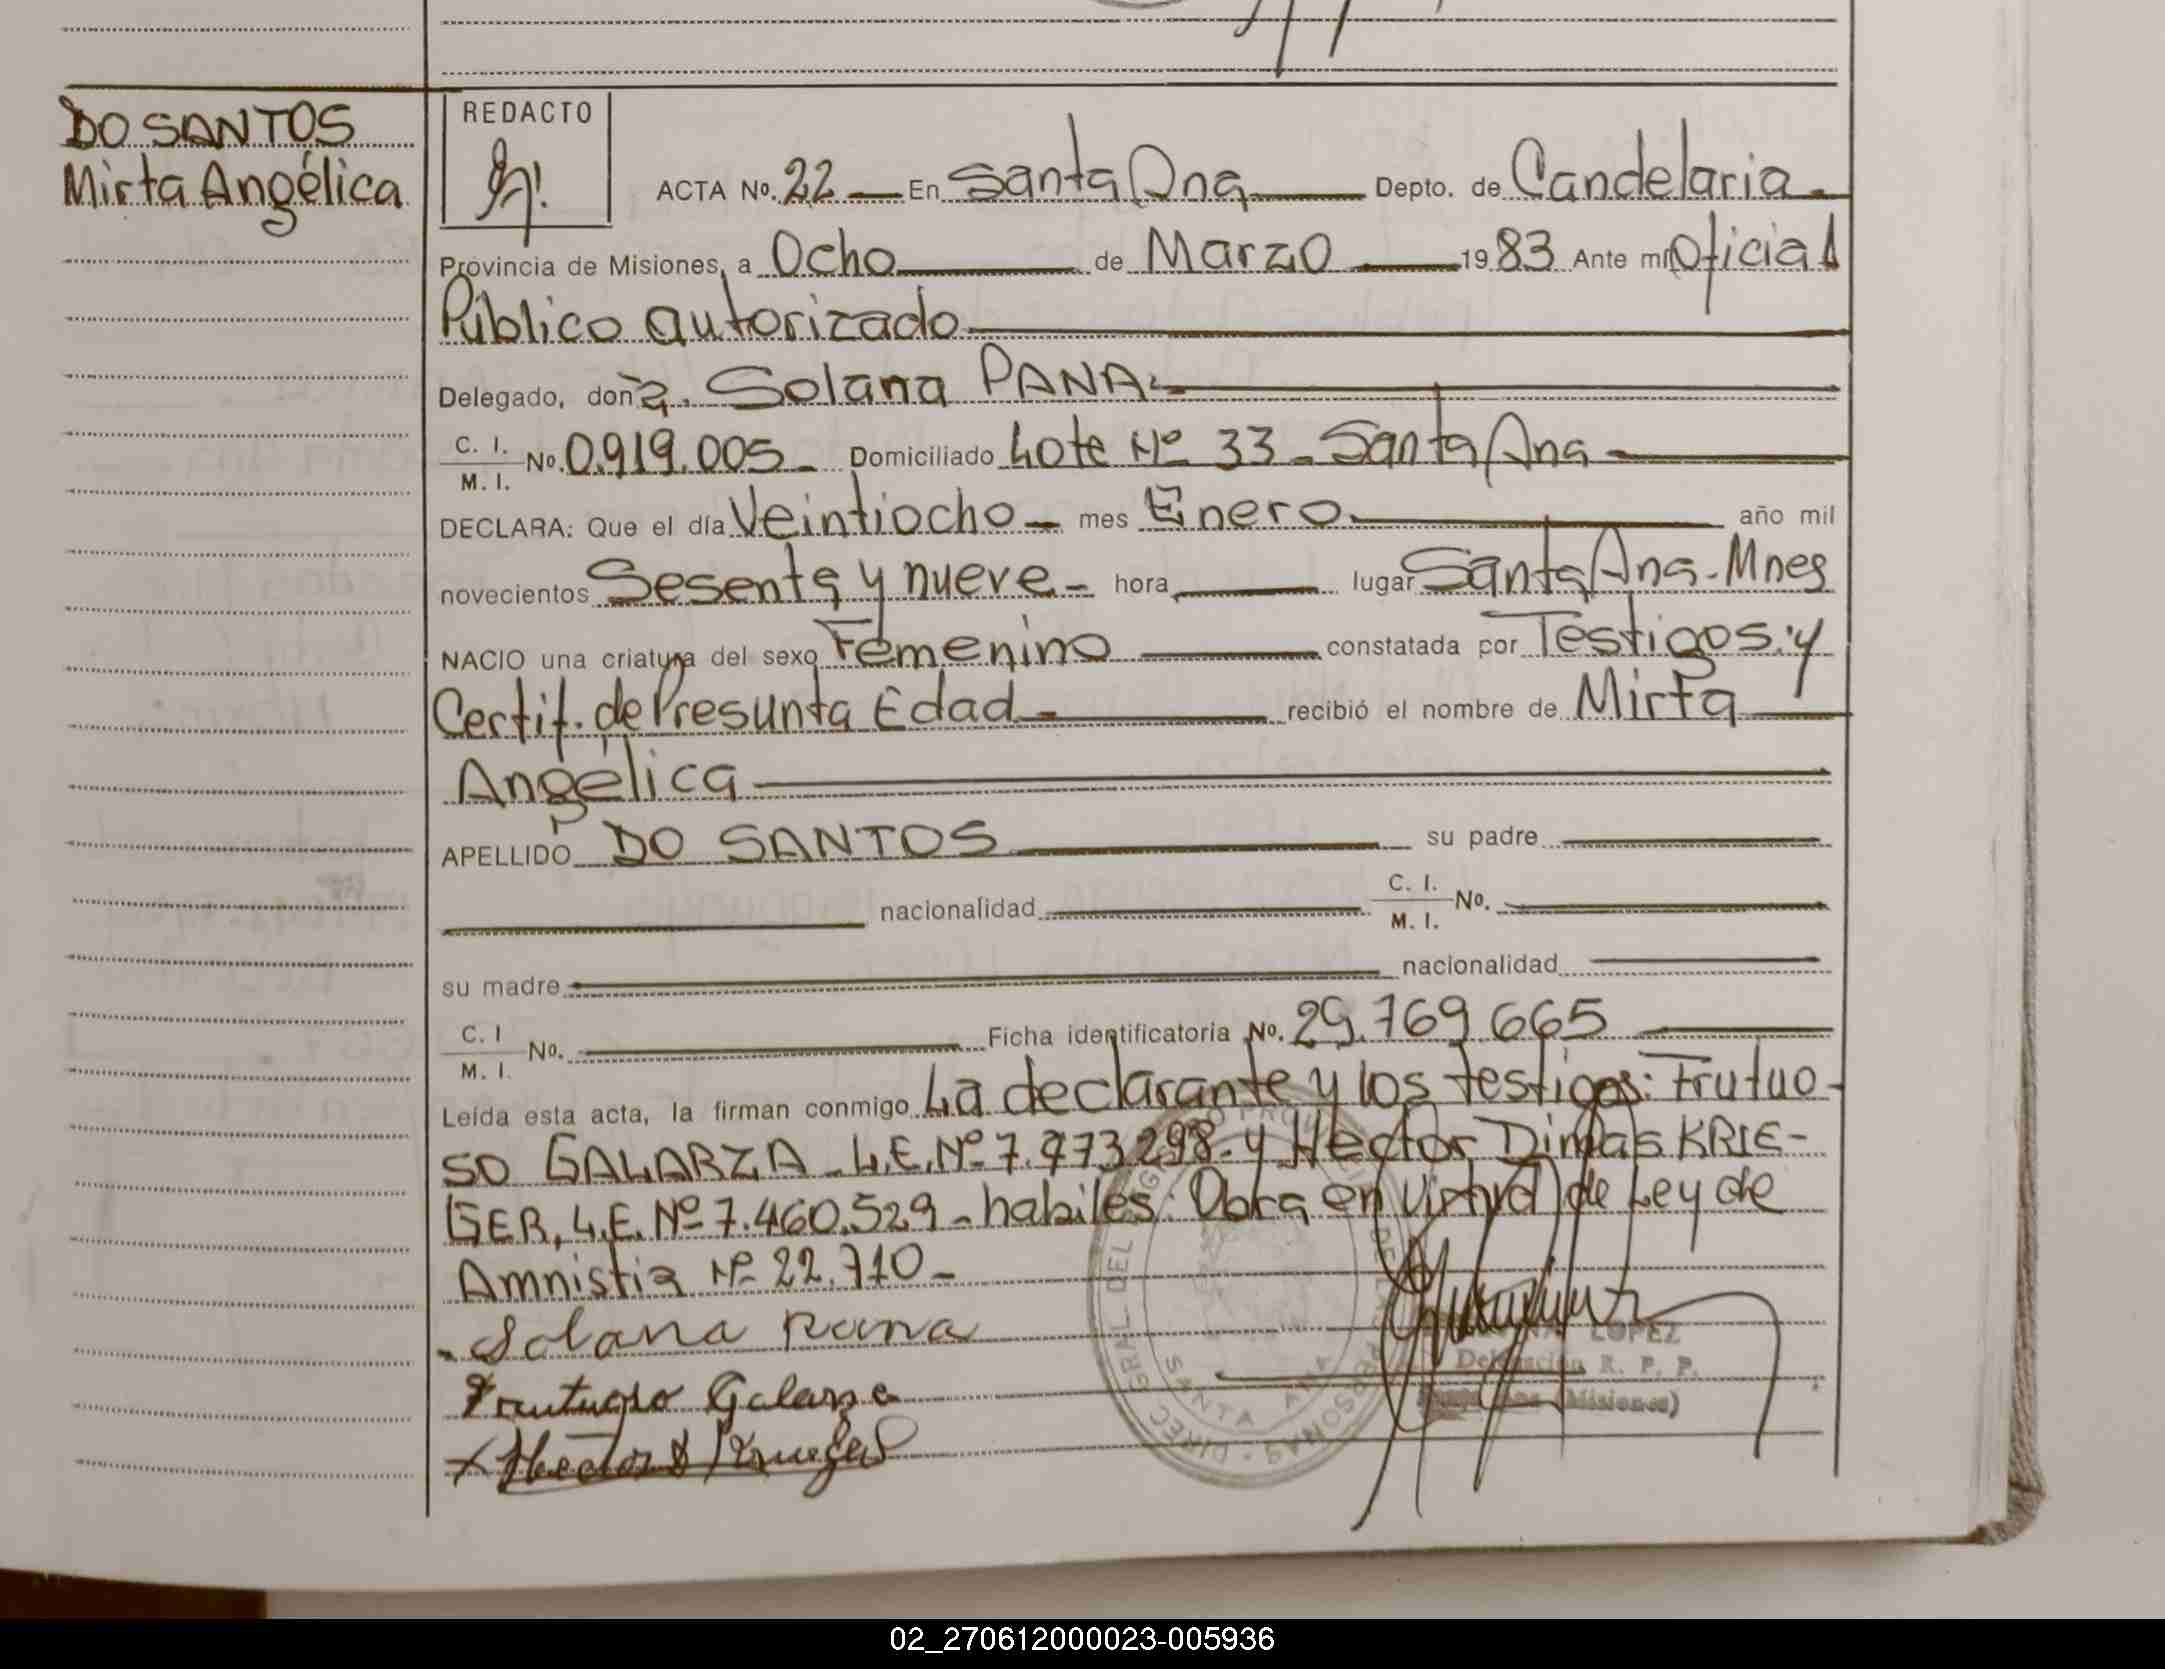 DO SANTOS
Mirta Angélica
REDACTO
ACTA No. 22 En Santa Ana Depto. de Candelaria
Provincia de Misiones, a Ocho de Marzo 1983 Ante mí Oficial
Público autorizado
Delegado, doña. Solana PANA
C. I.
M. I. No. 0.919.005 Domiciliado Lote Nº 33 - Santa Ana
DECLARA: Que el día Veintiocho mes Enero año mil
novecientos Sesenta y nueve hora lugar Santa Ana - Mnes
NACIO una criatura del sexo Femenino constatada por Testigos y
Certif. de Presunta Edad recibió el nombre de Mirta
Angélica
APELLIDO DO SANTOS su padre
nacionalidad C. I.
M. I. No.
su madre nacionalidad
C. I
M. I. No. Ficha identificatoria No. 29.769.665
Leída esta acta, la firman conmigo La declarante y los testigos: Frutuo-
so GALARZA - L.E. Nº 7.473.298 - y Hector Dimas KRIE-
GER, L.E. Nº 7.460.529 - habiles: Obra en Virtud de Ley de
Amnistia Nº 22.710 -
Solana Pana
Frutuoso Galarza
Hector D Krieger
LOPEZ
Delegación R. P. P.
Santa Ana (Misiones)
SANTA ANA
02_270612000023-005936